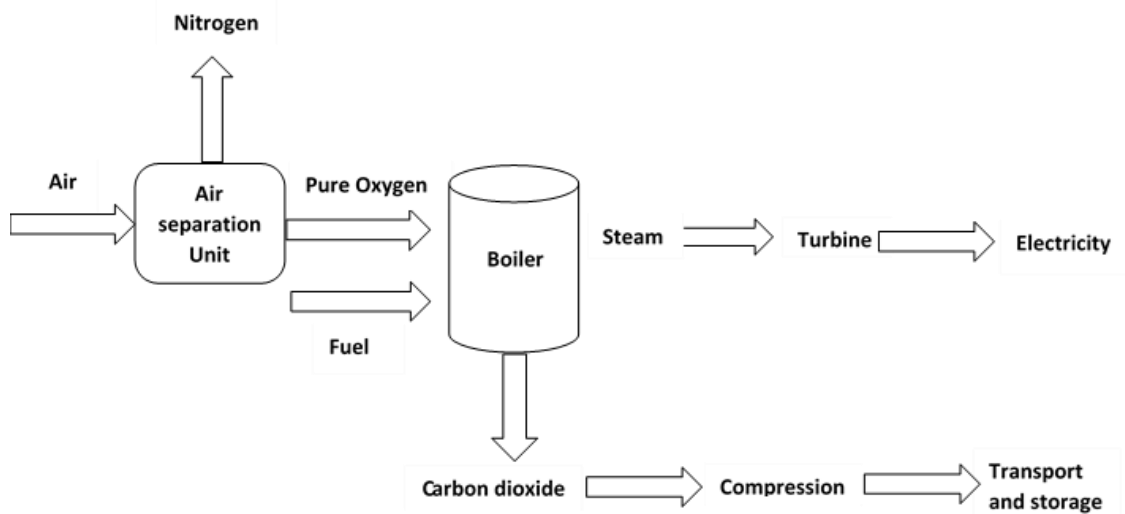 Nitrogen
Air
Air
separation
Unit
Pure Oxygen
Fuel
Boiler
Steam
Turbine
Electricity
Carbon dioxide
Compression
Transport
and storage